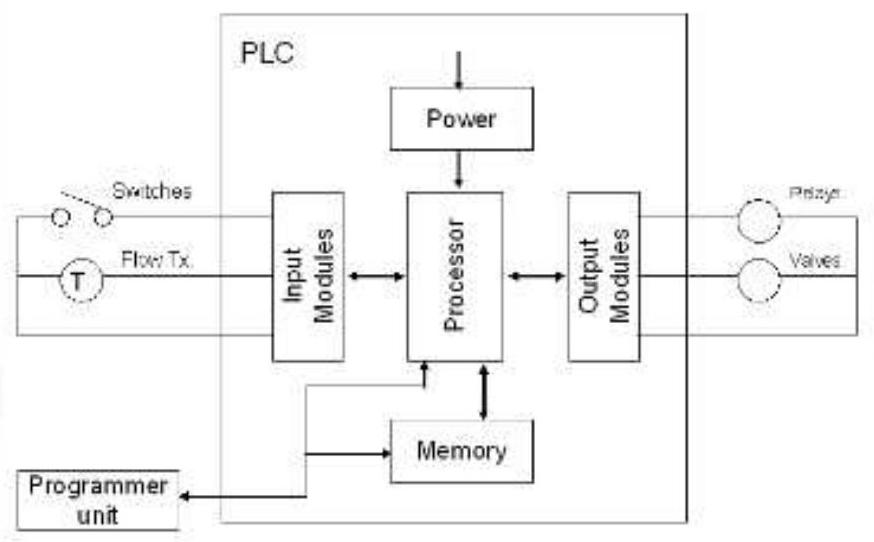 PLC
Power
Switches
Flow Tx.
T
Input
Modules
Processor
Output
Modules
Relays
Valves
Memory
Programmer
unit